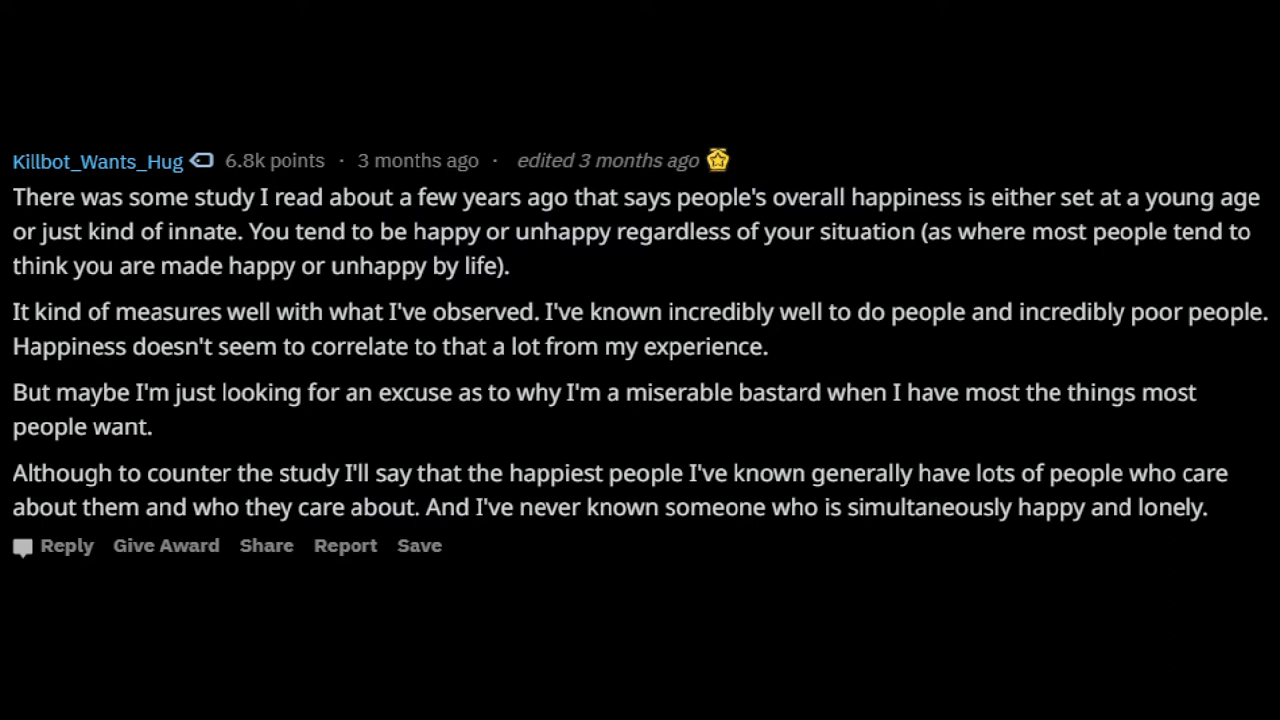 Killbot_Wants_Hug 6.8k points · 3 months ago · edited 3 months ago
There was some study I read about a few years ago that says people's overall happiness is either set at a young age
or just kind of innate. You tend to be happy or unhappy regardless of your situation (as where most people tend to
think you are made happy or unhappy by life).
It kind of measures well with what I've observed. I've known incredibly well to do people and incredibly poor people.
Happiness doesn't seem to correlate to that a lot from my experience.
But maybe I'm just looking for an excuse as to why I'm a miserable bastard when I have most the things most
people want.
Although to counter the study I'll say that the happiest people I've known generally have lots of people who care
about them and who they care about. And I've never known someone who is simultaneously happy and lonely.
Reply Give Award Share Report Save